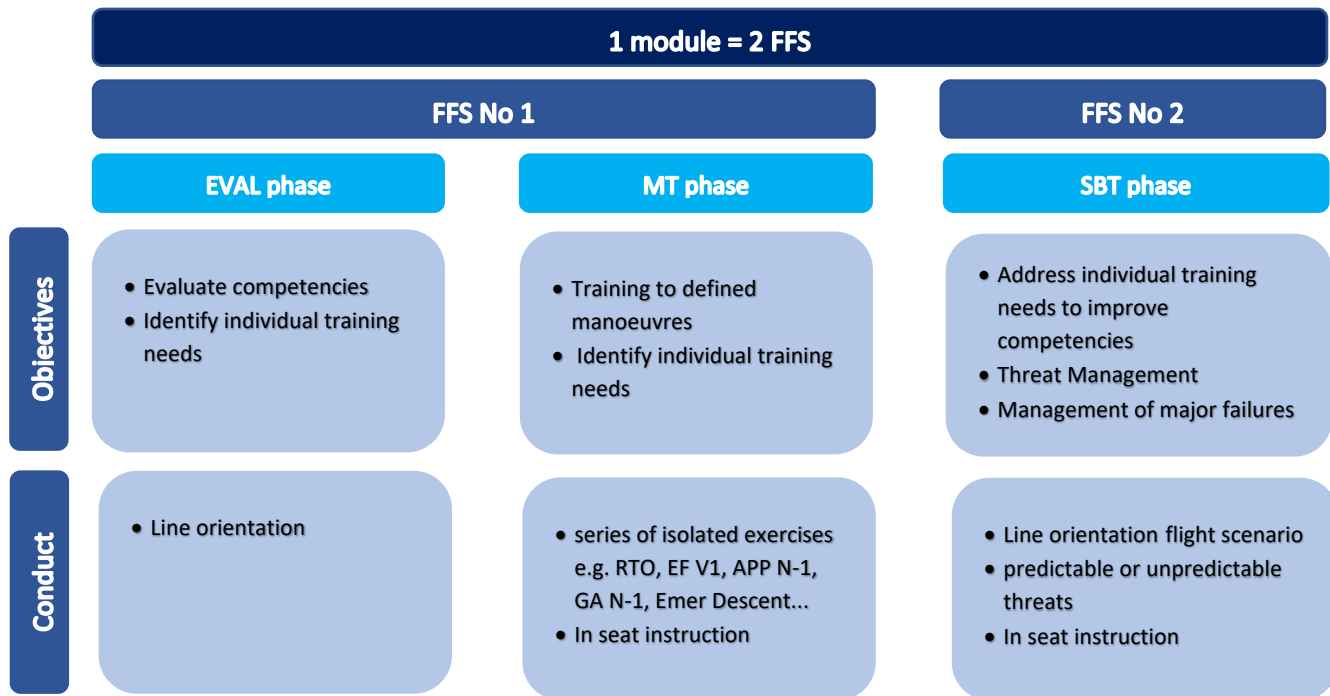 1 module = 2 FFS
FFS No 1
FFS No 2
EVAL phase
MT phase
SBT phase
Objectives
• Evaluate competencies
• Identify individual training
needs
• Training to defined
manoeuvres
• Identify individual training
needs
• Address individual training
needs to improve
competencies
• Threat Management
• Management of major failures
Conduct
• Line orientation
• series of isolated exercises
e.g. RTO, EF V1, APP N-1,
GA N-1, Emer Descent...
• In seat instruction
• Line orientation flight scenario
• predictable or unpredictable
threats
• In seat instruction